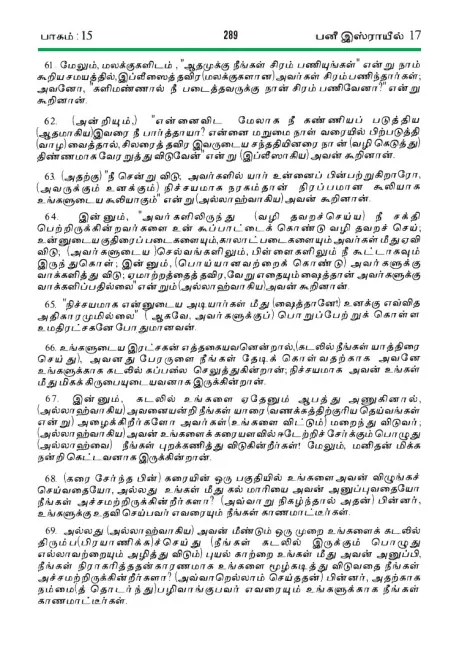 பாகம் : 15 289 பனீ இஸ்ராயீல் 17
61. மேலும், மலக்குகளிடம், "ஆதமுக்கு நீங்கள் சிரம் பணியுங்கள்" என்று நாம்
கூறிய சமயத்தில், இப்லீஸைத் தவிர (மலக்குகளான) அவர்கள் சிரம் பணிந்தார்கள்;
அவனோ, "களிமண்ணால் நீ படைத்தவருக்கு நான் சிரம் பணிவேனா?" என்று
கூறினான்.
62. (அன்றியும்,) "என்னைவிட மேலாக நீ கண்ணியப் படுத்திய
(ஆதமாகிய) இவரை நீ பார்த்தாயா? என்னை மறுமை நாள் வரையில் பிற்படுத்தி
(வாழ) வைத்தால், சிலரைத் தவிர இவருடைய சந்ததியினரை நான் (வழி கெடுத்து)
திண்ணமாக வேரறுத்து விடுவேன்" என்று (இப்லீஸாகிய) அவன் கூறினான்.
63. (அதற்கு) "நீ சென்று விடு; அவர்களில் யார் உன்னைப் பின்பற்றுகிறாரோ,
(அவருக்கும் உனக்கும்) நிச்சயமாக நரகம்தான் நிரப்பமான கூலியாக
உங்களுடைய கூலியாகும்" என்று (அல்லாஹ்வாகிய) அவன் கூறினான்.
64. இன்னும், "அவர்களிலிருந்து (வழி தவறச் செய்ய) நீ சக்தி
பெற்றிருக்கின்றவர்களை உன் கூப்பாட்டைக் கொண்டு வழி தவறச் செய்;
உன்னுடைய குதிரைப் படைகளையும், காலாட்படைகளையும் அவர்கள் மீது ஏவி
விடு; (அவர்களுடைய) செல்வங்களிலும், பிள்ளைகளிலும் நீ கூட்டாகவும்
இருந்து கொள்; இன்னும், (பொய்யானவற்றைக் கொண்டு) அவர்களுக்கு
வாக்களித்து விடு; ஏமாற்றத்தைத் தவிர, வேறு எதையும் ஷைத்தான் அவர்களுக்கு
வாக்களிப்பதில்லை" என்றும் (அல்லாஹ்வாகிய) அவன் கூறினான்.
65. "நிச்சயமாக என்னுடைய அடியார்கள் மீது (ஷைத்தானே!) உனக்கு எவ்வித
அதிகாரமுமில்லை" (ஆகவே, அவர்களுக்குப்) பொறுப்பேற்றுக் கொள்ள
உமதிரட்சகனே போதுமானவன்.
66. உங்களுடைய இரட்சகன் எத்தகையவனென்றால், (கடலில் நீங்கள் யாத்திரை
செய்து), அவனது பேரருளை நீங்கள் தேடிக் கொள்வதற்காக அவனே
உங்களுக்காக கடலில் கப்பலை செலுத்துகின்றான்; நிச்சயமாக அவன் உங்கள்
மீது மிகக் கிருபையுடையவனாக இருக்கின்றான்.
67. இன்னும், கடலில் உங்களை ஏதேனும் ஆபத்து அணுகினால்,
(அல்லாஹ்வாகிய) அவனையன்றி நீங்கள் யாரை (வணக்கத்திற்குரிய தெய்வங்கள்
என்று) அழைக்கிறீர்களோ அவர்கள் (உங்களை விட்டும்) மறைந்து விடுவர்;
(அல்லாஹ்வாகிய) அவன் உங்களைக் கரையளவில் ஈடேற்றிச் சேர்க்கும் பொழுது
(அல்லாஹ்வை) நீங்கள் புறக்கணித்து விடுகின்றீர்கள்! மேலும், மனிதன் மிக்க
நன்றி கெட்டவனாக இருக்கின்றான்.
68. (கரை சேர்ந்த பின்) கரையின் ஒரு பகுதியில் உங்களை அவன் விழுங்கச்
செய்வதையோ, அல்லது உங்கள் மீது கல் மாரியை அவன் அனுப்புவதையோ
நீங்கள் அச்சமற்றிருக்கின்றீர்களா? (அவ்வாறு நிகழ்ந்தால் அதன்) பின்னர்,
உங்களுக்கு உதவி செய்பவர் எவரையும் நீங்கள் காணமாட்டீர்கள்.
69. அல்லது (அல்லாஹ்வாகிய) அவன் மீண்டும் ஒரு முறை உங்களைக் கடலில்
திரும்ப (பிரயாணிக்க)ச் செய்து (நீங்கள் கடலில் இருக்கும் பொழுது
எல்லாவற்றையும் அழித்து விடும்) புயல் காற்றை உங்கள் மீது அவன் அனுப்பி,
நீங்கள் நிராகரித்ததன் காரணமாக உங்களை மூழ்கடித்து விடுவதை நீங்கள்
அச்சமற்றிருக்கின்றீர்களா? (அவ்வாறெல்லாம் செய்ததன்) பின்னர், அதற்காக
நம்மை(த் தொடர்ந்து) பழிவாங்குபவர் எவரையும் உங்களுக்காக நீங்கள்
காணமாட்டீர்கள்.